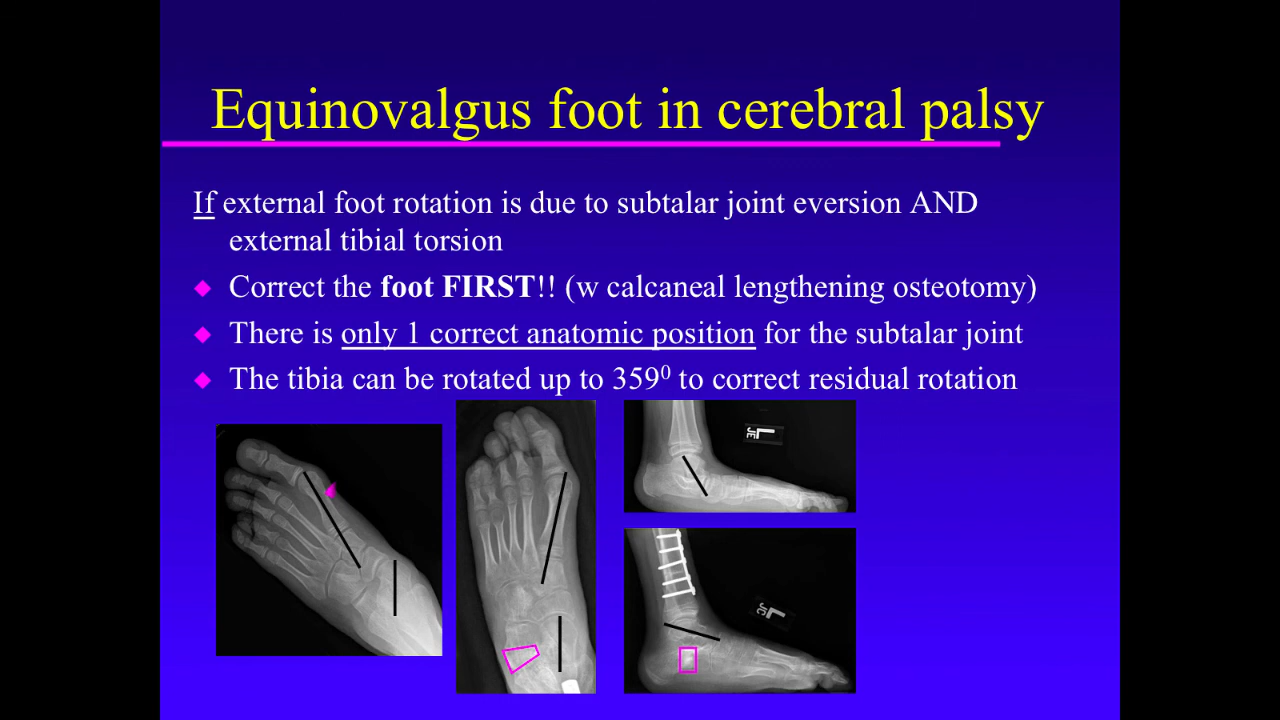 Equinovalgus foot in cerebral palsy
If external foot rotation is due to subtalar joint eversion AND
external tibial torsion
Correct the foot FIRST!! (w calcaneal lengthening osteotomy)
There is only 1 correct anatomic position for the subtalar joint
The tibia can be rotated up to 359⁰ to correct residual rotation
L
JE
L
JC